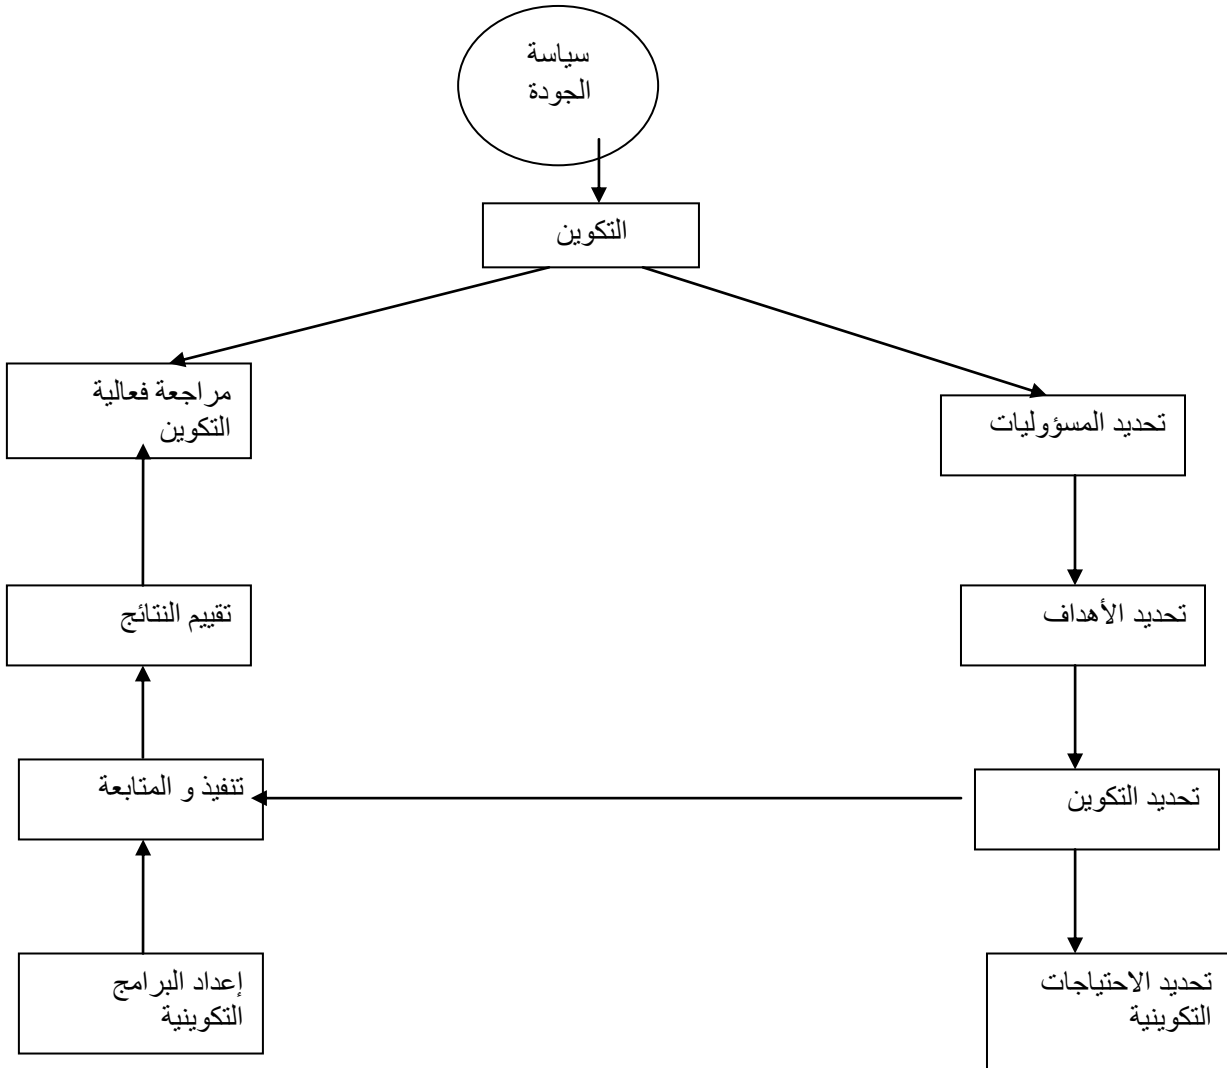 سياسة
الجودة
التكوين
مراجعة فعالية
التكوين
تحديد المسؤوليات
تقييم النتائج
تحديد الأهداف
تنفيذ و المتابعة
تحديد التكوين
إعداد البرامج
التكوينية
تحديد الاحتياجات
التكوينية